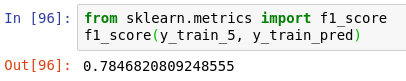 In [96]: from sklearn.metrics import f1_score
f1_score(y_train_5, y_train_pred)
Out[96]: 0.7846820809248555